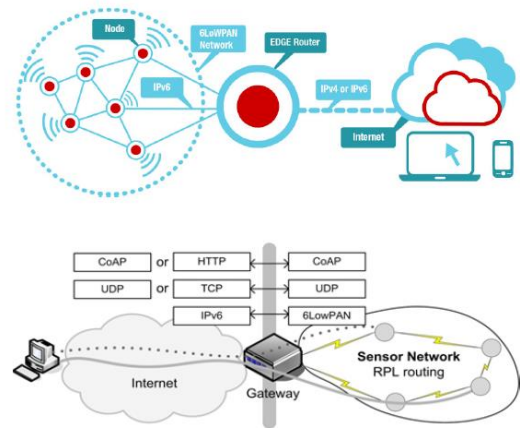 Node
6LoWPAN
Network
EDGE Router
IPv6
IPv4 or IPv6
Internet
CoAP or HTTP CoAP
UDP or TCP UDP
IPv6 6LowPAN
Sensor Network
RPL routing
Internet
Gateway